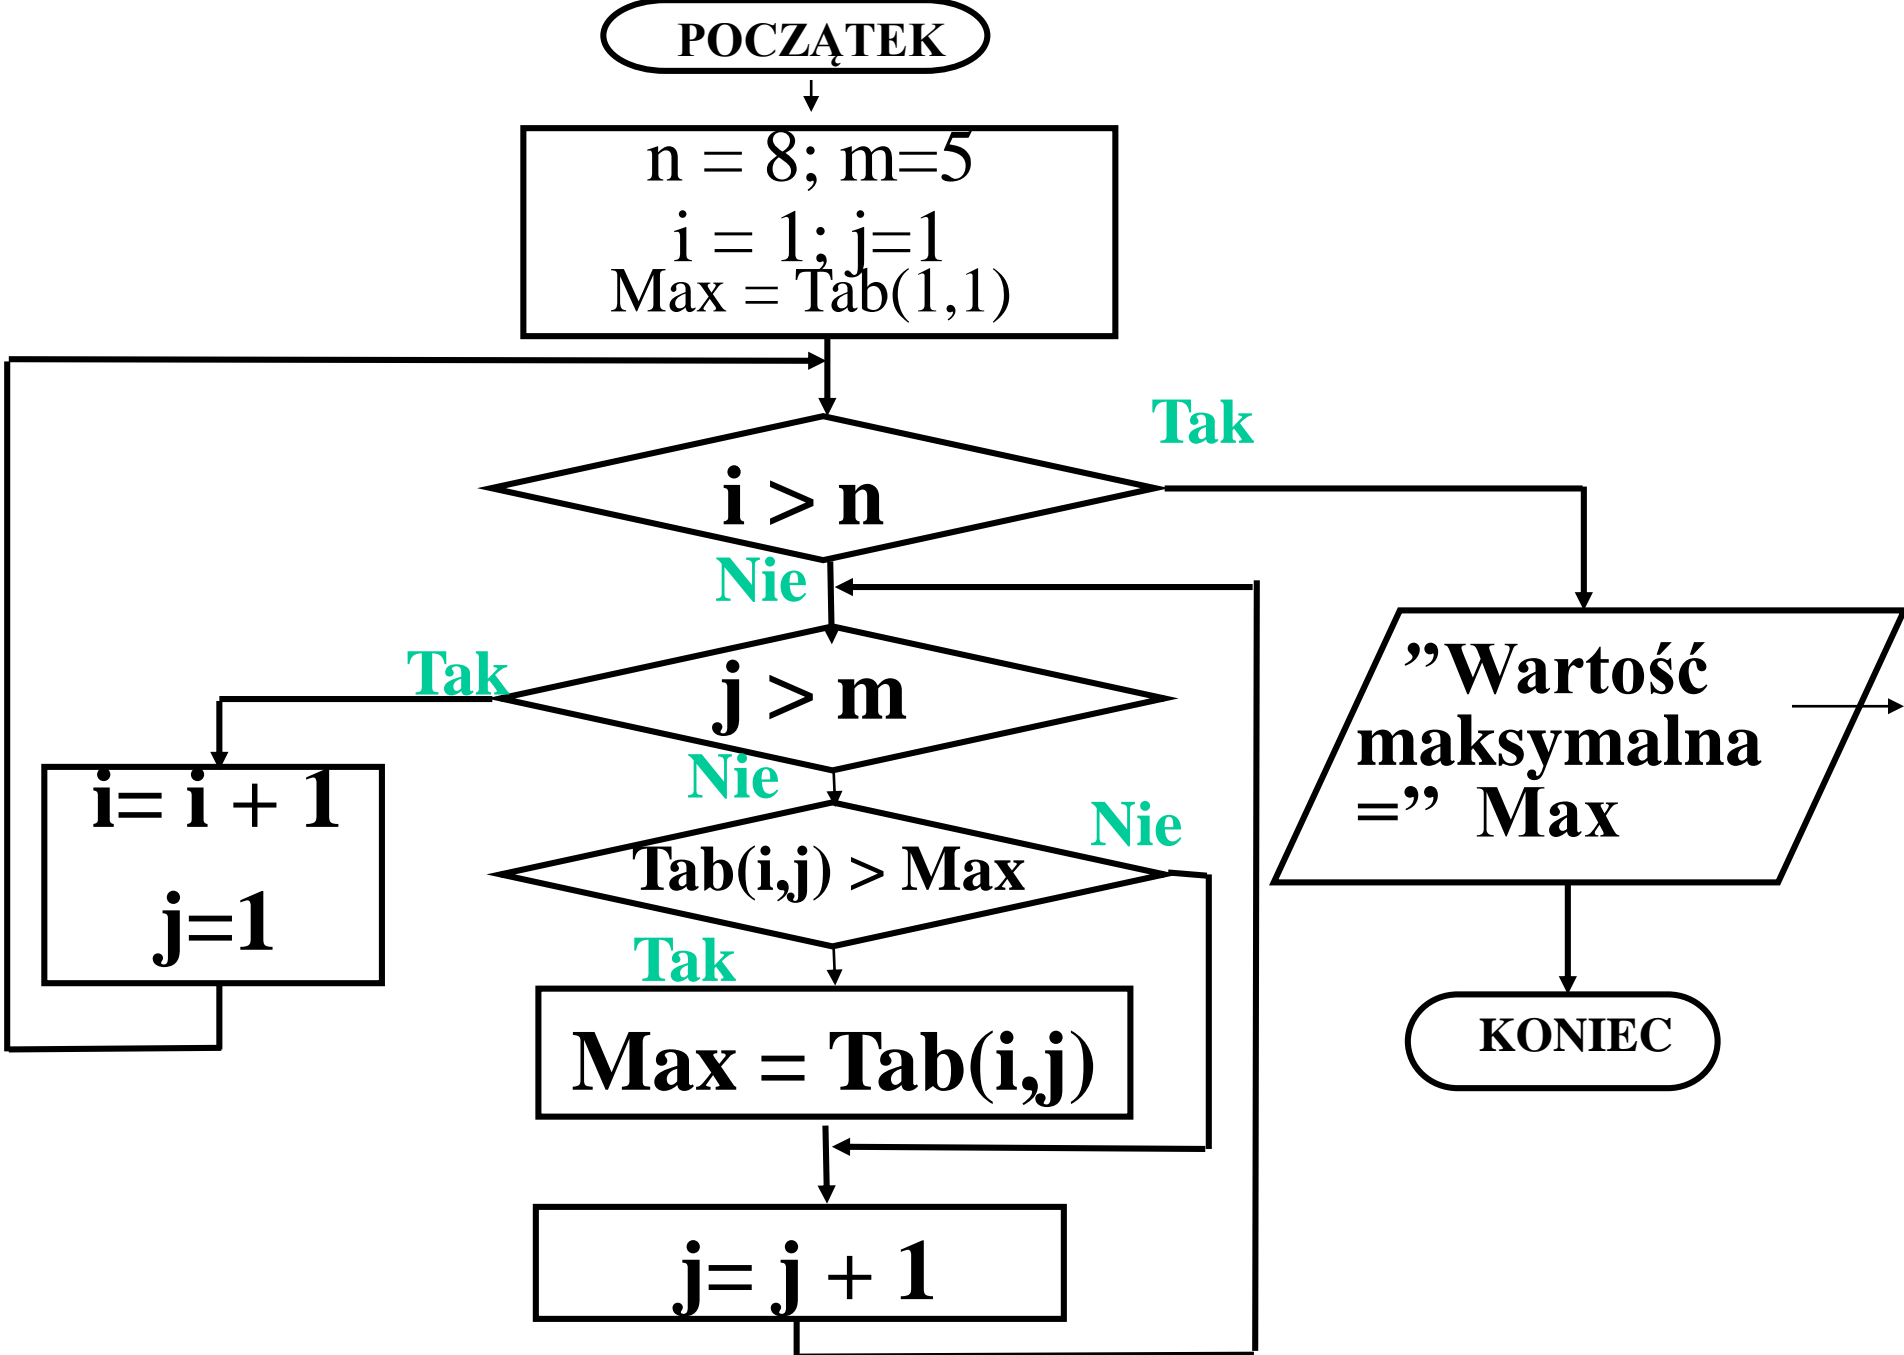 POCZĄTEK
n = 8; m=5
i = 1; j=1
Max = Tab(1,1)
Tak
i > n
Nie
Tak
j > m
Nie
i= i + 1
j=1
Tab(i,j) > Max
Nie
Tak
Max = Tab(i,j)
j= j + 1
”Wartość
maksymalna
=” Max
KONIEC